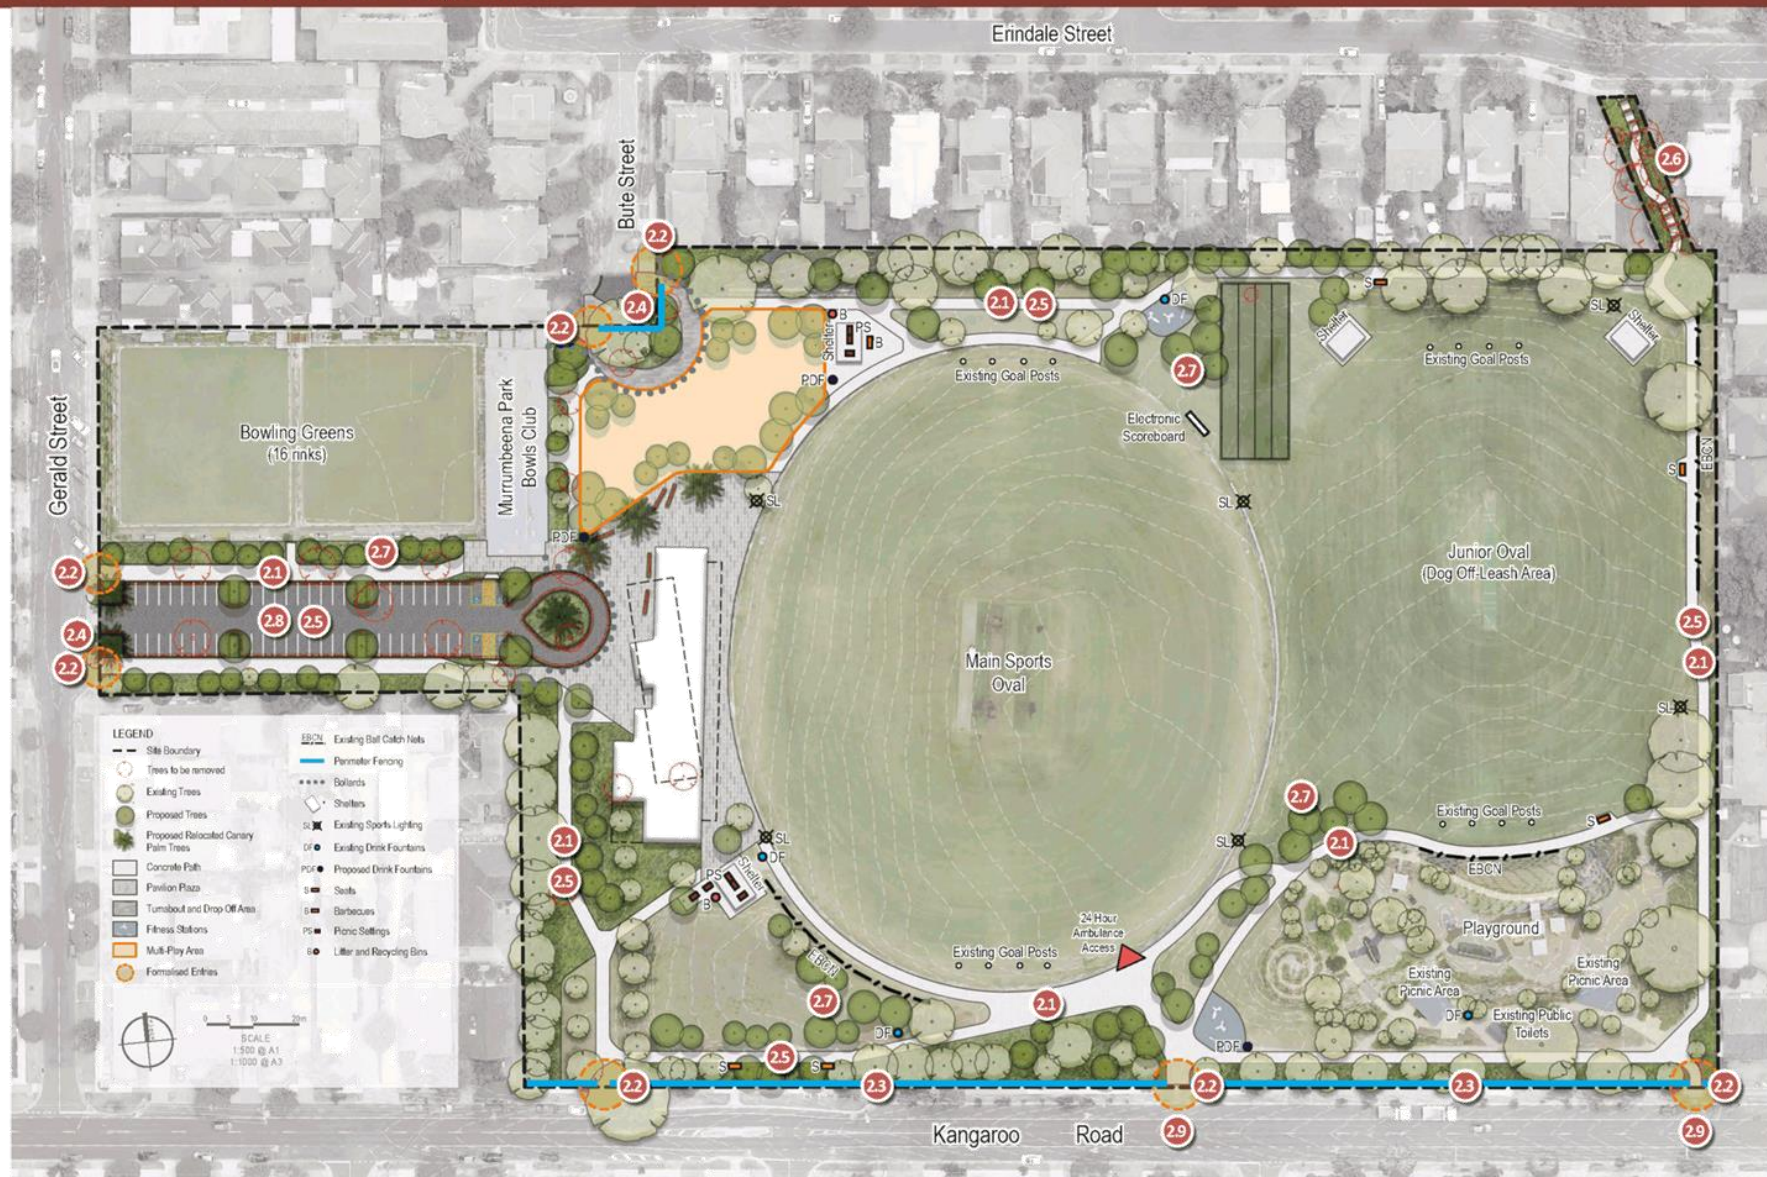 Erindale Street
Bute Street
Gerald Street
2.6
2.2
2.4
2.2
B
PS
B
Shelter
PDF
2.1
2.5
DF
S
SL
Shelter
Shelter
Existing Goal Posts
Existing Goal Posts
2.7
Electronic
Scoreboard
Bowling Greens
(16 rinks)
Murrumbeena Park
Bowls Club
S
EBCN
SL
SL
PDF
2.7
2.2
2.1
Junior Oval
(Dog Off-Leash Area)
2.8
2.5
2.4
2.2
2.5
2.1
Main Sports
Oval
SL
LEGEND
Site Boundary
Trees to be removed
Existing Trees
Proposed Trees
Proposed Relocated Canary
Palm Trees
Concrete Path
Pavilion Plaza
Turnabout and Drop Off Area
Fitness Stations
Multi-Play Area
Formalised Entries
EBCN Existing Ball Catch Nets
Perimeter Fencing
Bollards
Shelters
SL Existing Sports Lighting
DF Existing Drink Fountains
PDF Proposed Drink Fountains
S Seats
B Barbecues
PS Picnic Settings
B Litter and Recycling Bins
0 5 10 20m
SCALE
1:500 @ A1
1:1000 @ A3
2.1
2.5
SL
DF
PS
Shelter
B
EBCN
2.7
Existing Goal Posts
24 Hour
Ambulance
Access
2.1
DF
2.5
S
S
SL
2.7
2.1
Existing Goal Posts
S
EBCN
Playground
Existing
Picnic Area
Existing
Picnic Area
DF
Existing Public
Toilets
PDF
2.2
2.3
2.2
2.3
2.2
Kangaroo Road
2.9
2.9